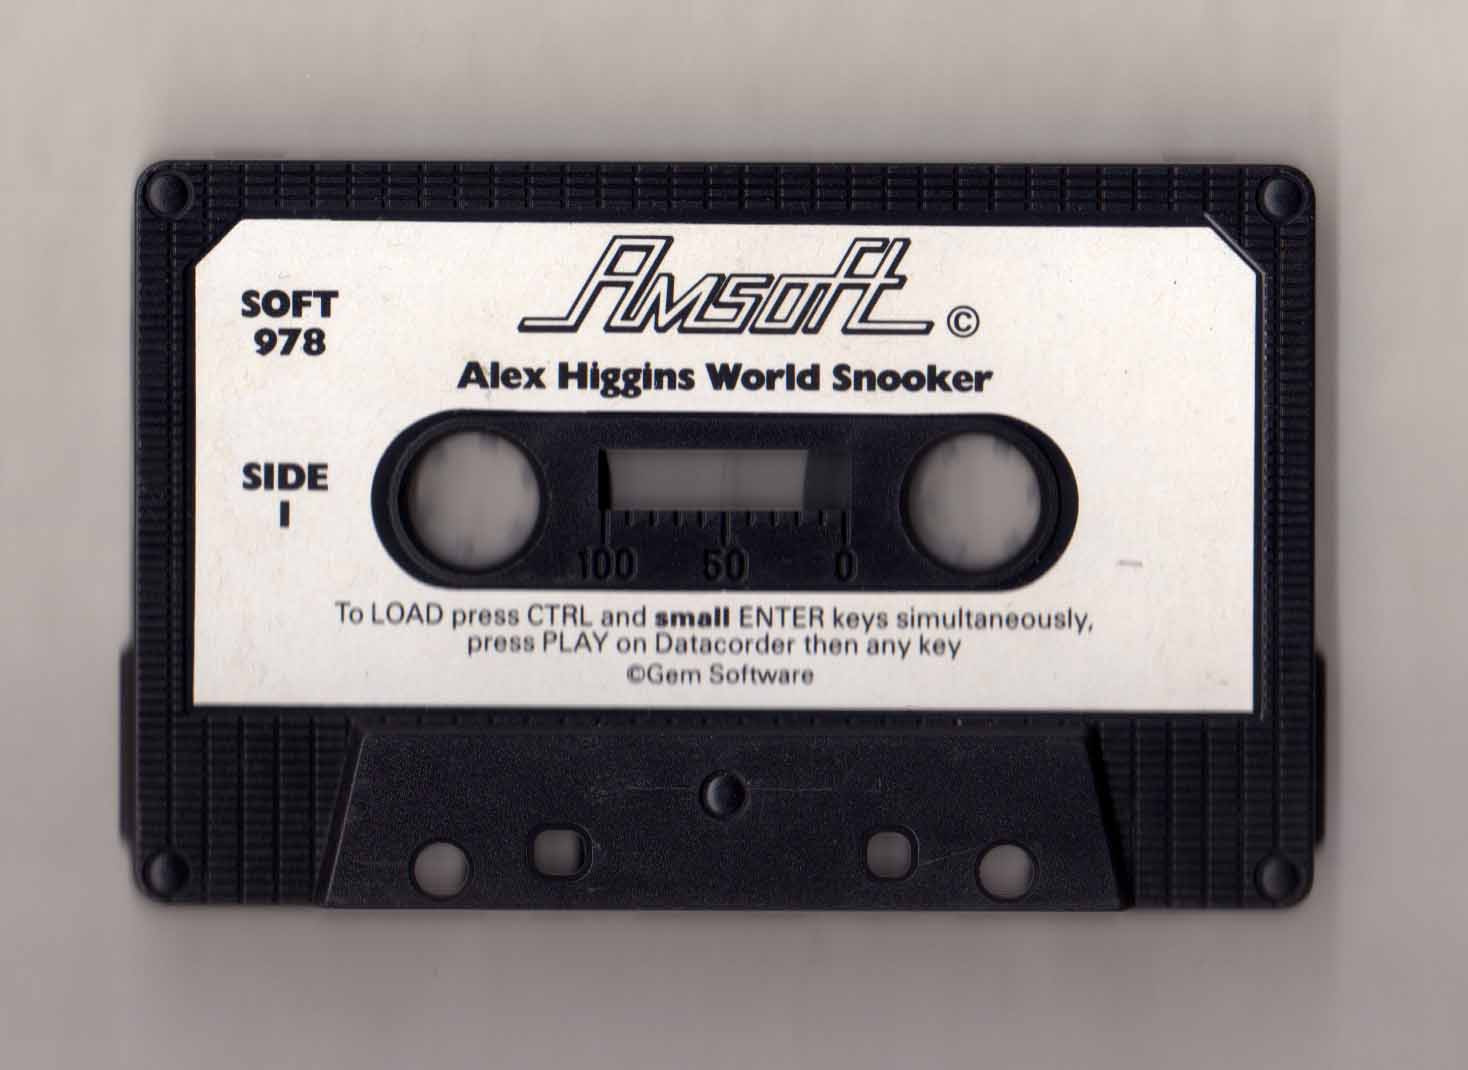 Amsoft ©
SOFT
978
Alex Higgins World Snooker
SIDE
1
100 50 0
To LOAD press CTRL and small ENTER keys simultaneously,
press PLAY on Datacorder then any key
©Gem Software